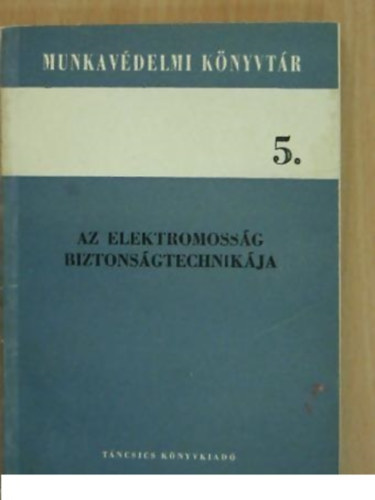 MUNKAVÉDELMI KÖNYVTÁR
5.
AZ ELEKTROMOSSÁG
BIZTONSÁGTECHNIKÁJA
TÁNCSICS KÖNYVKIADÓ